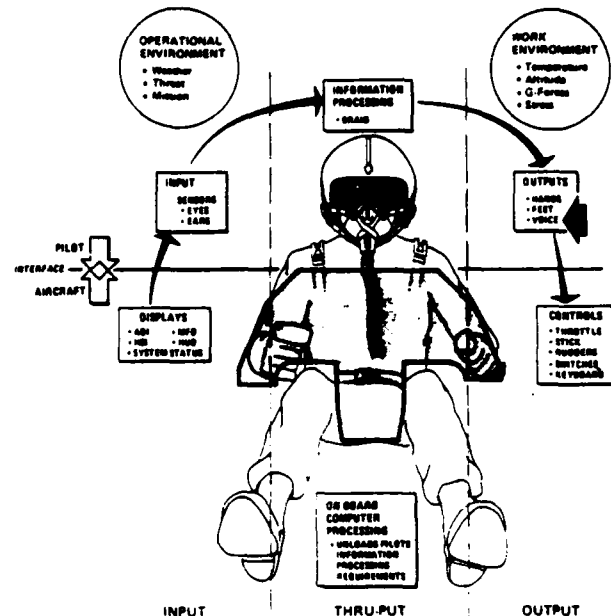 OPERATIONAL
ENVIRONMENT
• Weather
• Threat
• Mission
WORK
ENVIRONMENT
• Temperature
• Altitude
• G-Forces
• Stress
INFORMATION
PROCESSING
• BRAIN
INPUT
SENSORS
• EYES
• EARS
OUTPUTS
• HANDS
• FEET
• VOICE
PILOT
INTERFACE
AIRCRAFT
DISPLAYS
• ADI
• HSI • HUD
• SYSTEM STATUS
CONTROLS
• THROTTLE
• STICK
• RUDDERS
• SWITCHES
• KEYBOARD
ON BOARD
COMPUTER
PROCESSING
• UNLOADS PILOTS
INFORMATION
PROCESSING
REQUIREMENTS
INPUT
THRU-PUT
OUTPUT